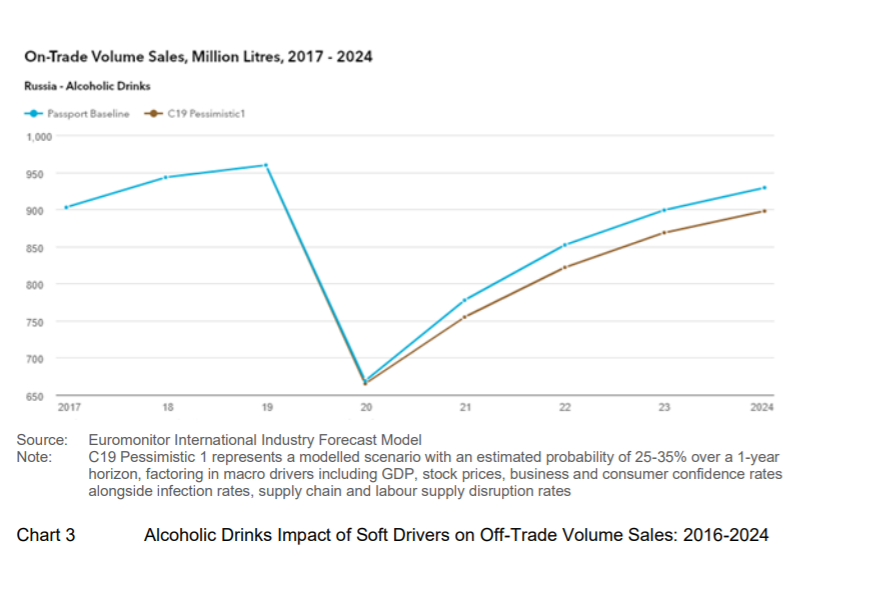 On-Trade Volume Sales, Million Litres, 2017 - 2024
Russia - Alcoholic Drinks
Passport Baseline C19 Pessimistic1
1,000
950
900
850
800
750
700
650
2017 18 19 20 21 22 23 2024
Source: Euromonitor International Industry Forecast Model
Note: C19 Pessimistic 1 represents a modelled scenario with an estimated probability of 25-35% over a 1-year
horizon, factoring in macro drivers including GDP, stock prices, business and consumer confidence rates
alongside infection rates, supply chain and labour supply disruption rates
Chart 3 Alcoholic Drinks Impact of Soft Drivers on Off-Trade Volume Sales: 2016-2024